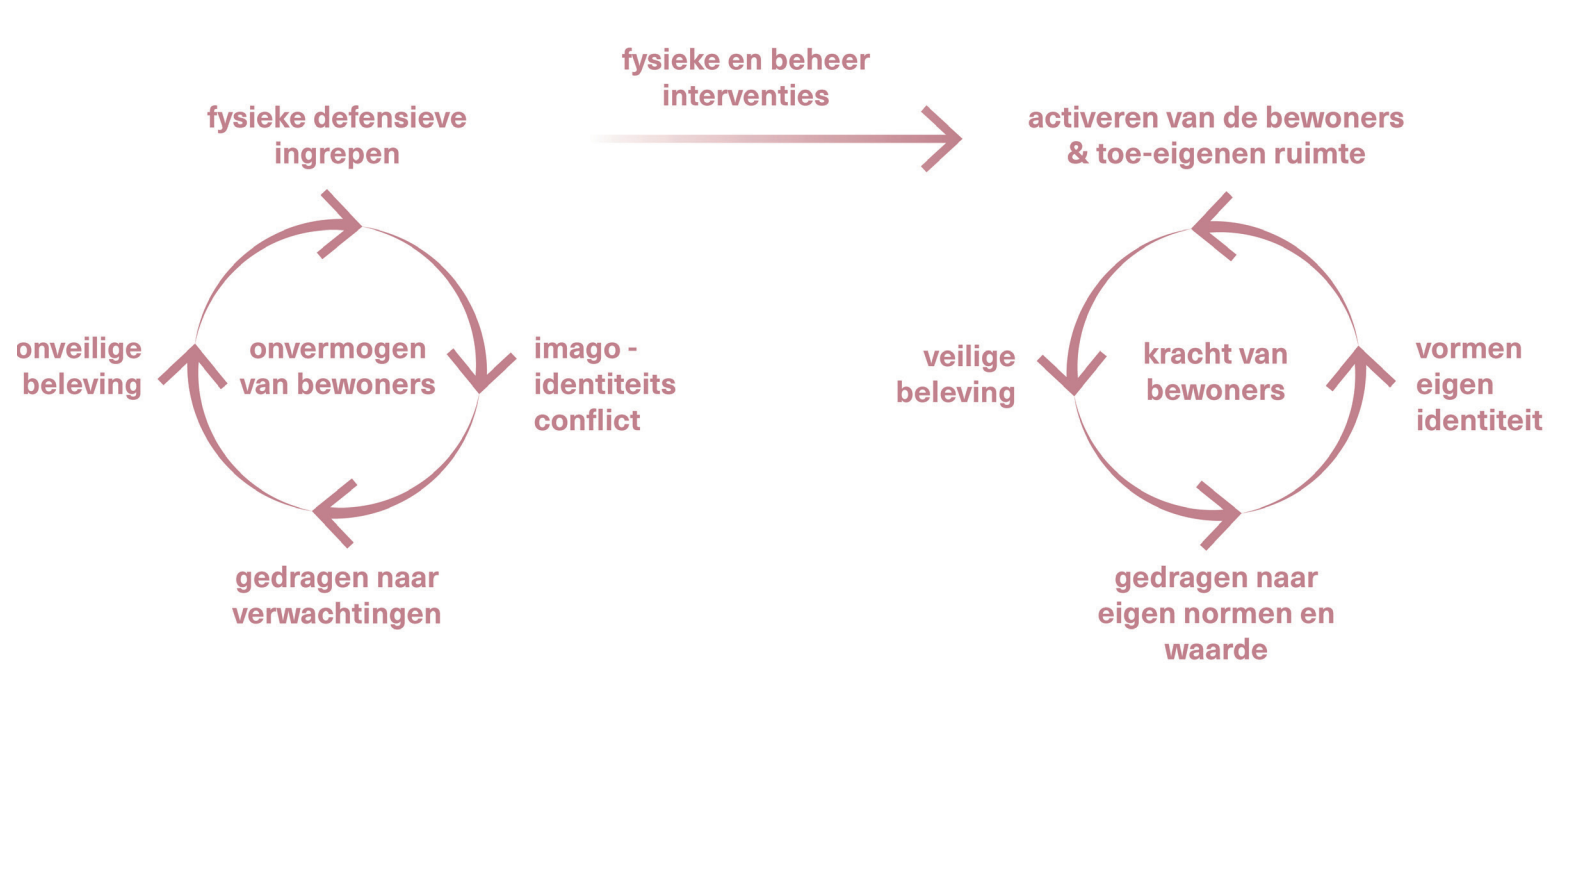 fysieke en beheer
interventies
fysieke defensieve
ingrepen
activeren van de bewoners
& toe-eigenen ruimte
onveilige
beleving
onvermogen
van bewoners
imago -
identiteits
conflict
gedragen naar
verwachtingen
veilige
beleving
kracht van
bewoners
vormen
eigen
identiteit
gedragen naar
eigen normen en
waarde